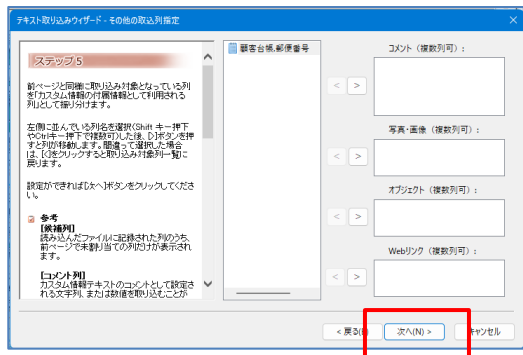 テキスト取り込みウィザード - その他の取込列指定
ステップ5
前ページと同様に取り込み対象となっている列
を「カスタム情報の付属情報として利用される
列」として振り分けます。
左側に並んでいる列名を選択(Shift キー押下
やCtrlキー押下で複数可)した後、[>]ボタンを押
すと列が移動します。間違って選択した場合
は、[<]をクリックすると取り込み対象列一覧に
戻ります。
設定ができれば[次へ]ボタンをクリックしてくださ
い。
参考
[候補列]
読み込んだファイルに記録された列のうち、
前ページで未割り当ての列だけが表示され
ます。
[コメント列]
カスタム情報テキストのコメントとして設定さ
れる文字列、または数値を取り込むことが
顧客台帳.郵便番号
コメント（複数列可）:
< >
写真・画像（複数列可）:
< >
オブジェクト（複数列可）:
< >
Webリンク（複数列可）:
< >
< 戻る(
次へ(N) >
キャンセル